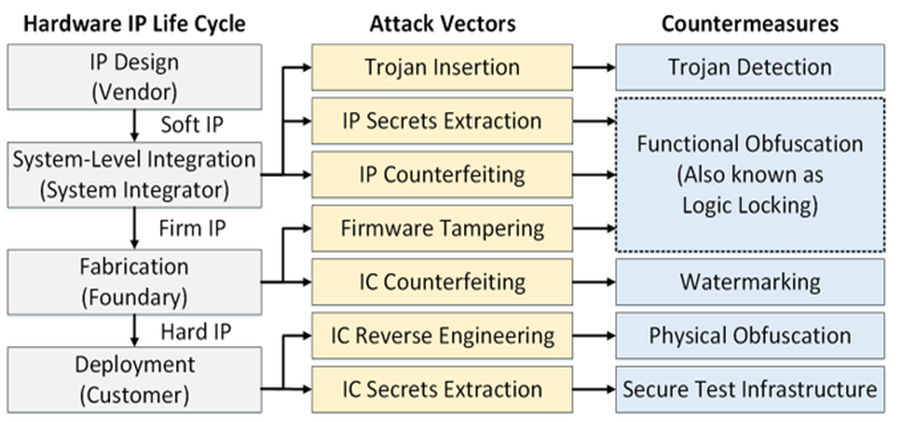 Hardware IP Life Cycle
Attack Vectors
Countermeasures
IP Design
(Vendor)
Soft IP
System-Level Integration
(System Integrator)
Firm IP
Fabrication
(Foundary)
Hard IP
Deployment
(Customer)
Trojan Insertion
IP Secrets Extraction
IP Counterfeiting
Firmware Tampering
IC Counterfeiting
IC Reverse Engineering
IC Secrets Extraction
Trojan Detection
Functional Obfuscation
(Also known as
Logic Locking)
Watermarking
Physical Obfuscation
Secure Test Infrastructure